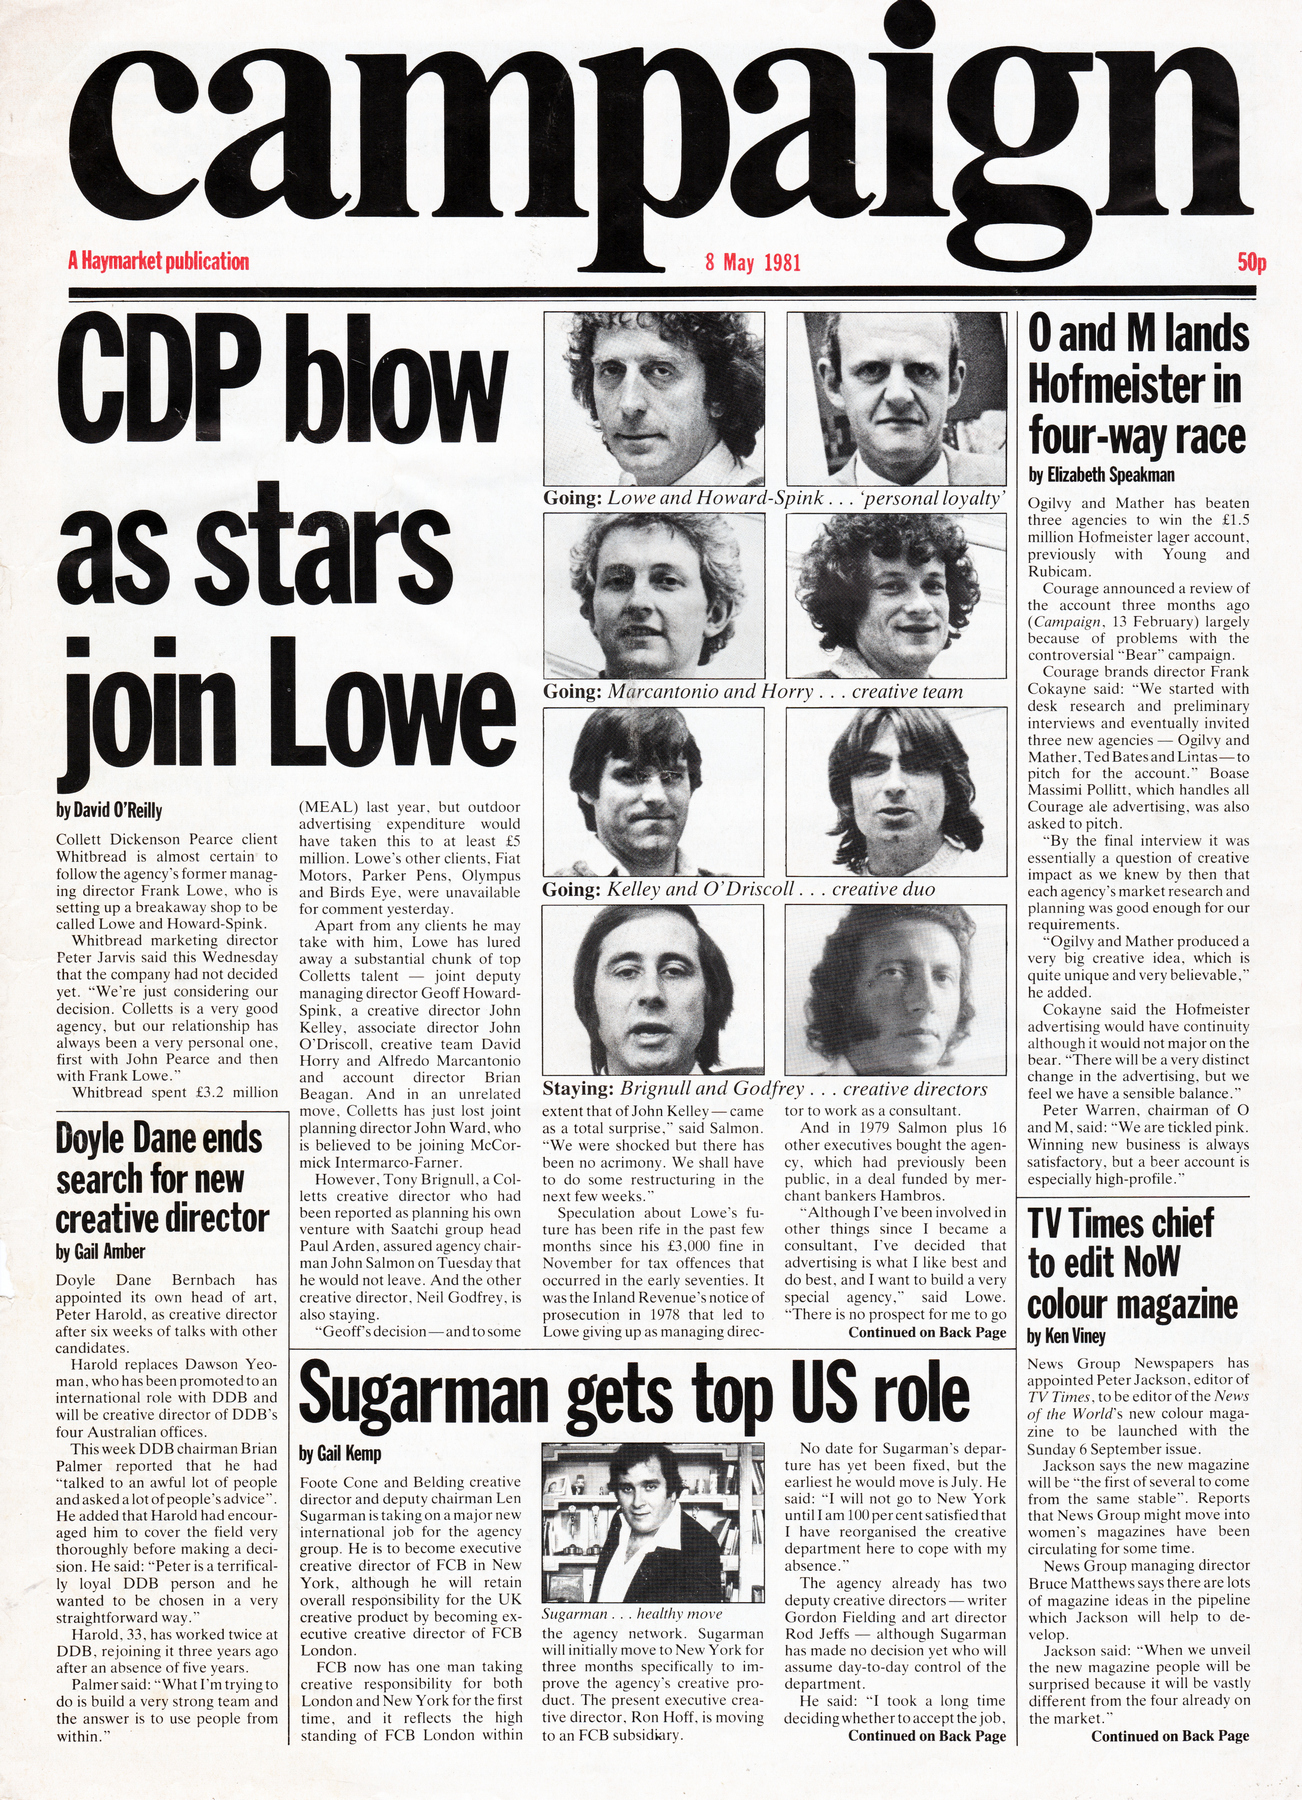 campaign
A Haymarket publication
8 May 1981
50p
CDP blow
as stars
join Lowe
by David O'Reilly
Collett Dickenson Pearce client
Whitbread is almost certain to
follow the agency's former manag-
ing director Frank Lowe, who is
setting up a breakaway shop to be
called Lowe and Howard-Spink.
Whitbread marketing director
Peter Jarvis said this Wednesday
that the company had not decided
yet. “We're just considering our
decision. Colletts is a very good
agency, but our relationship has
always been a very personal one,
first with John Pearce and then
with Frank Lowe.”
Whitbread spent £3.2 million
(MEAL) last year, but outdoor
advertising expenditure would
have taken this to at least £5
million. Lowe's other clients, Fiat
Motors, Parker Pens, Olympus
and Birds Eye, were unavailable
for comment yesterday.
Apart from any clients he may
take with him, Lowe has lured
away a substantial chunk of top
Colletts talent — joint deputy
managing director Geoff Howard-
Spink, a creative director John
Kelley, associate director John
O'Driscoll, creative team David
Horry and Alfredo Marcantonio
and account director Brian
Beagan. And in an unrelated
move, Colletts has just lost joint
planning director John Ward, who
is believed to be joining McCor-
mick Intermarco-Farner.
However, Tony Brignull, a Col-
letts creative director who had
been reported as planning his own
venture with Saatchi group head
Paul Arden, assured agency chair-
man John Salmon on Tuesday that
he would not leave. And the other
creative director, Neil Godfrey, is
also staying.
“Geoff's decision — and to some
Going: Lowe and Howard-Spink . . . ‘personal loyalty’
Going: Marcantonio and Horry . . . creative team
Going: Kelley and O'Driscoll . . . creative duo
Staying: Brignull and Godfrey . . . creative directors
extent that of John Kelley — came
as a total surprise,” said Salmon.
“We were shocked but there has
been no acrimony. We shall have
to do some restructuring in the
next few weeks.”
Speculation about Lowe's fu-
ture has been rife in the past few
months since his £3,000 fine in
November for tax offences that
occurred in the early seventies. It
was the Inland Revenue's notice of
prosecution in 1978 that led to
Lowe giving up as managing direc-
tor to work as a consultant.
And in 1979 Salmon plus 16
other executives bought the agen-
cy, which had previously been
public, in a deal funded by mer-
chant bankers Hambros.
“Although I've been involved in
other things since I became a
consultant, I've decided that
advertising is what I like best and
do best, and I want to build a very
special agency,” said Lowe.
“There is no prospect for me to go
Continued on Back Page
O and M lands
Hofmeister in
four-way race
by Elizabeth Speakman
Ogilvy and Mather has beaten
three agencies to win the £1.5
million Hofmeister lager account,
previously with Young and
Rubicam.
Courage announced a review of
the account three months ago
(Campaign, 13 February) largely
because of problems with the
controversial “Bear” campaign.
Courage brands director Frank
Cokayne said: “We started with
desk research and preliminary
interviews and eventually invited
three new agencies — Ogilvy and
Mather, Ted Bates and Lintas — to
pitch for the account.” Boase
Massimi Pollitt, which handles all
Courage ale advertising, was also
asked to pitch.
“By the final interview it was
essentially a question of creative
impact as we knew by then that
each agency's market research and
planning was good enough for our
requirements.
“Ogilvy and Mather produced a
very big creative idea, which is
quite unique and very believable,”
he added.
Cokayne said the Hofmeister
advertising would have continuity
although it would not major on the
bear. “There will be a very distinct
change in the advertising, but we
feel we have a sensible balance.”
Peter Warren, chairman of O
and M, said: “We are tickled pink.
Winning new business is always
satisfactory, but a beer account is
especially high-profile.”
Doyle Dane ends
search for new
creative director
by Gail Amber
Doyle Dane Bernbach has
appointed its own head of art,
Peter Harold, as creative director
after six weeks of talks with other
candidates.
Harold replaces Dawson Yeo-
man, who has been promoted to an
international role with DDB and
will be creative director of DDB's
four Australian offices.
This week DDB chairman Brian
Palmer reported that he had
“talked to an awful lot of people
and asked a lot of people's advice”.
He added that Harold had encour-
aged him to cover the field very
thoroughly before making a deci-
sion. He said: “Peter is a terrifical-
ly loyal DDB person and he
wanted to be chosen in a very
straightforward way.”
Harold, 33, has worked twice at
DDB, rejoining it three years ago
after an absence of five years.
Palmer said: “What I'm trying to
do is build a very strong team and
the answer is to use people from
within.”
Sugarman gets top US role
by Gail Kemp
Foote Cone and Belding creative
director and deputy chairman Len
Sugarman is taking on a major new
international job for the agency
group. He is to become executive
creative director of FCB in New
York, although he will retain
overall responsibility for the UK
creative product by becoming ex-
ecutive creative director of FCB
London.
FCB now has one man taking
creative responsibility for both
London and New York for the first
time, and it reflects the high
standing of FCB London within
Sugarman . . . healthy move
the agency network. Sugarman
will initially move to New York for
three months specifically to im-
prove the agency's creative pro-
duct. The present executive crea-
tive director, Ron Hoff, is moving
to an FCB subsidiary.
No date for Sugarman's depar-
ture has yet been fixed, but the
earliest he would move is July. He
said: “I will not go to New York
until I am 100 per cent satisfied that
I have reorganised the creative
department here to cope with my
absence.”
The agency already has two
deputy creative directors — writer
Gordon Fielding and art director
Rod Jeffs — although Sugarman
has made no decision yet who will
assume day-to-day control of the
department.
He said: “I took a long time
deciding whether to accept the job,
Continued on Back Page
TV Times chief
to edit NoW
colour magazine
by Ken Viney
News Group Newspapers has
appointed Peter Jackson, editor of
TV Times, to be editor of the News
of the World's new colour maga-
zine to be launched with the
Sunday 6 September issue.
Jackson says the new magazine
will be “the first of several to come
from the same stable”. Reports
that News Group might move into
women's magazines have been
circulating for some time.
News Group managing director
Bruce Matthews says there are lots
of magazine ideas in the pipeline
which Jackson will help to de-
velop.
Jackson said: “When we unveil
the new magazine people will be
surprised because it will be vastly
different from the four already on
the market.”
Continued on Back Page